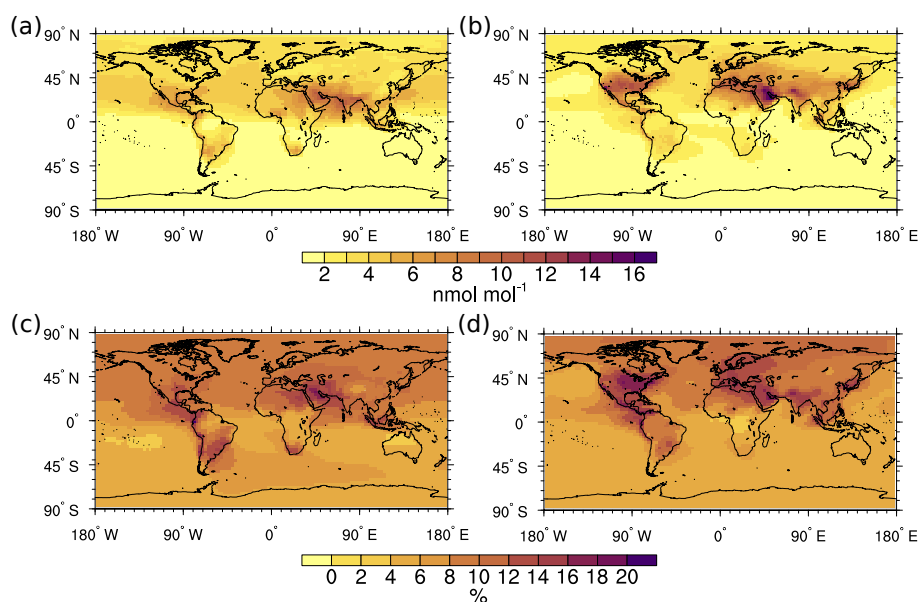 (a) (b)
90° N 90° N
45° N 45° N
0° 0°
45° S 45° S
90° S 90° S
180° W 90° W 0° 90° E 180° E 180° W 90° W 0° 90° E 180° E
2 4 6 8 10 12 14 16
nmol mol⁻¹
(c) (d)
90° N 90° N
45° N 45° N
0° 0°
45° S 45° S
90° S 90° S
180° W 90° W 0° 90° E 180° E 180° W 90° W 0° 90° E 180° E
0 2 4 6 8 10 12 14 16 18 20
%